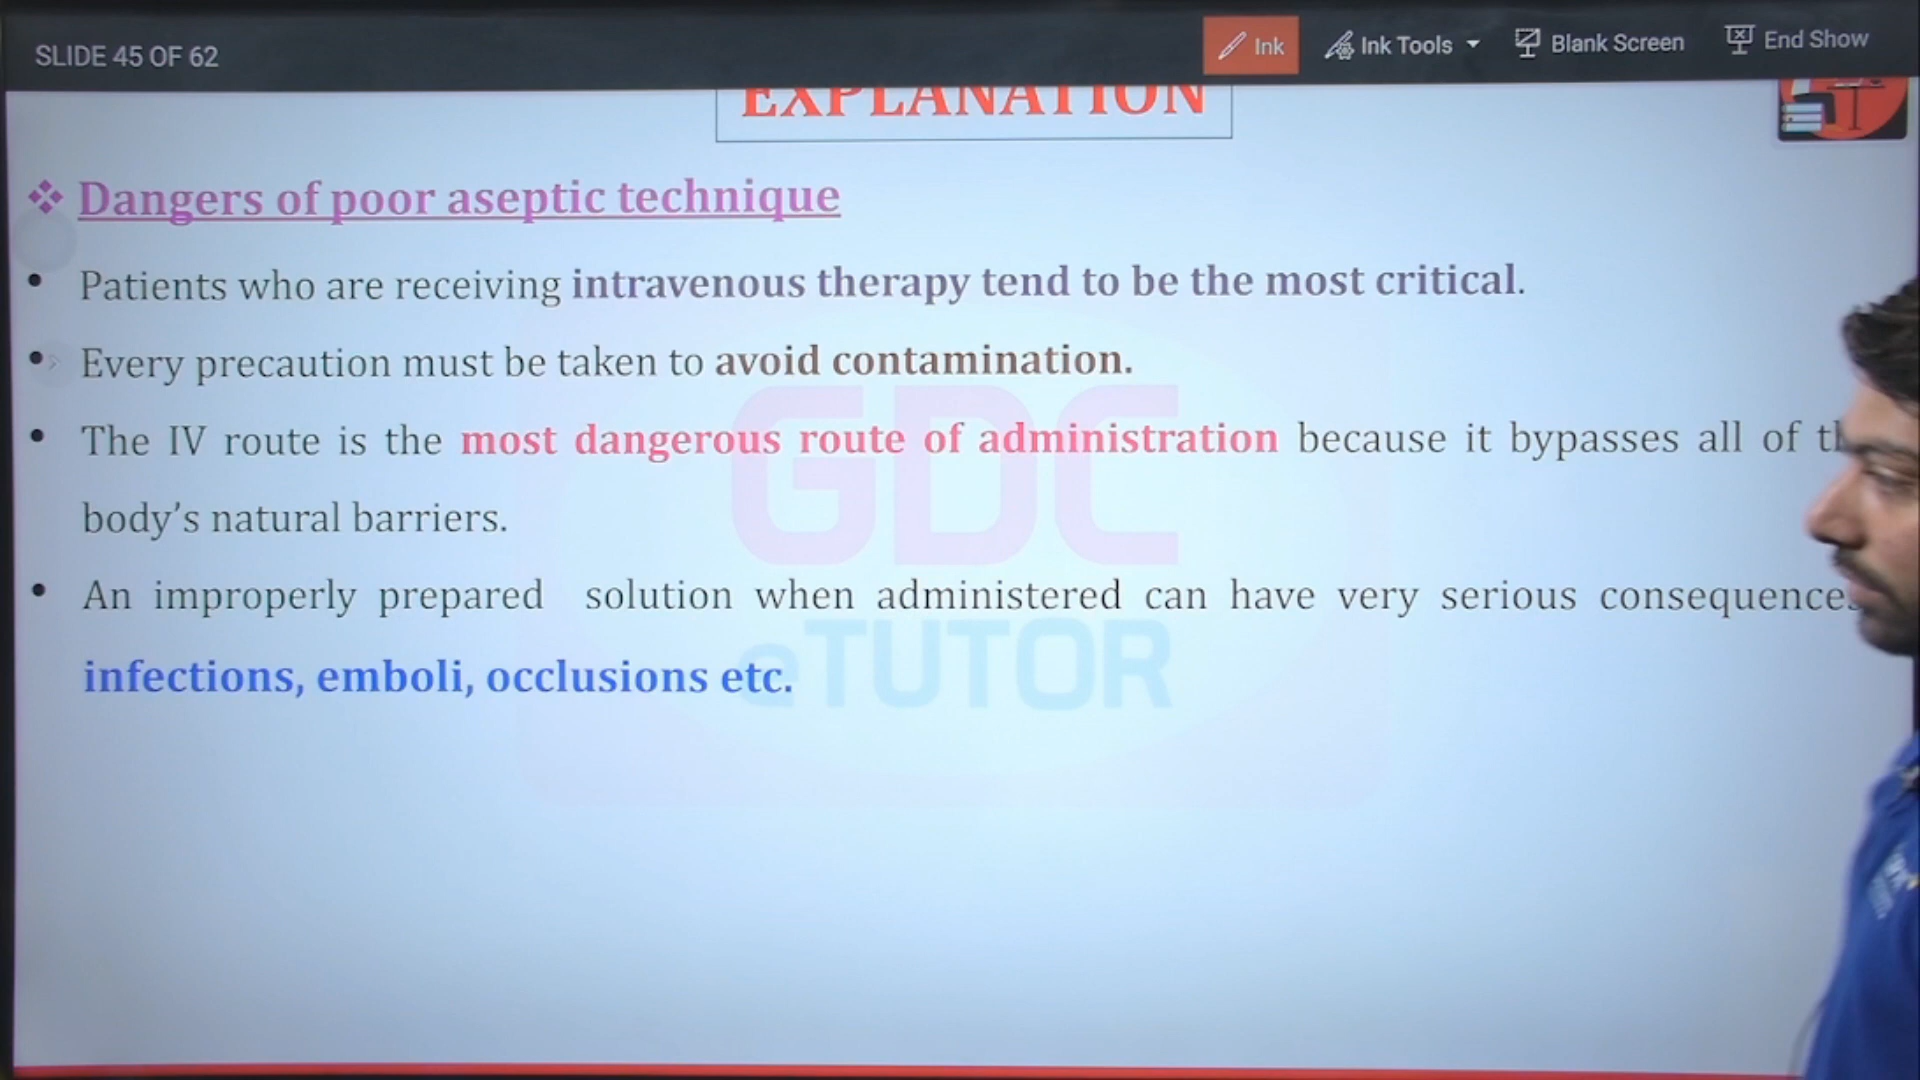 SLIDE 45 OF 62
Ink
Ink Tools
Blank Screen
End Show
EXPLANATION
Dangers of poor aseptic technique
• Patients who are receiving intravenous therapy tend to be the most critical.
• Every precaution must be taken to avoid contamination.
• The IV route is the most dangerous route of administration because it bypasses all of
body's natural barriers.
• An improperly prepared solution when administered can have very serious consequences
infections, emboli, occlusions etc.
GDC
eTUTOR